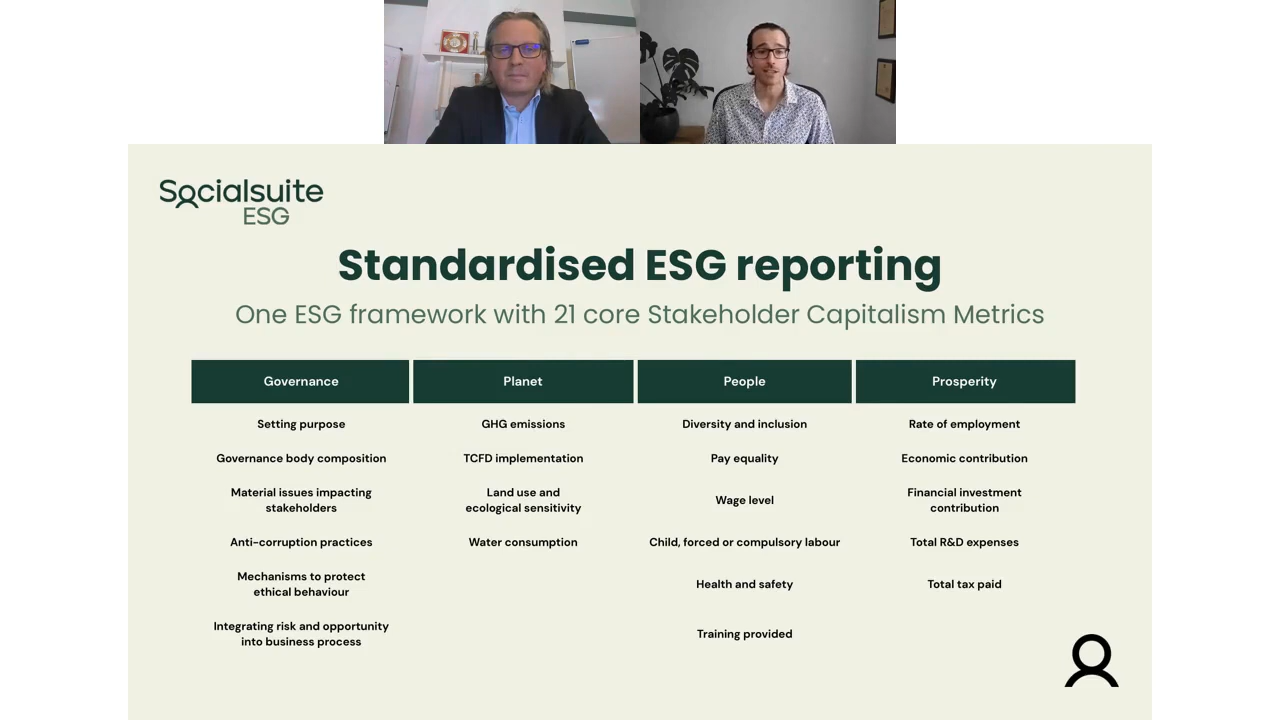 Socialsuite
ESG
Standardised ESG reporting
One ESG framework with 21 core Stakeholder Capitalism Metrics
Governance
Setting purpose
Governance body composition
Material issues impacting
stakeholders
Anti-corruption practices
Mechanisms to protect
ethical behaviour
Integrating risk and opportunity
into business process
Planet
GHG emissions
TCFD implementation
Land use and
ecological sensitivity
Water consumption
People
Diversity and inclusion
Pay equality
Wage level
Child, forced or compulsory labour
Health and safety
Training provided
Prosperity
Rate of employment
Economic contribution
Financial investment
contribution
Total R&D expenses
Total tax paid